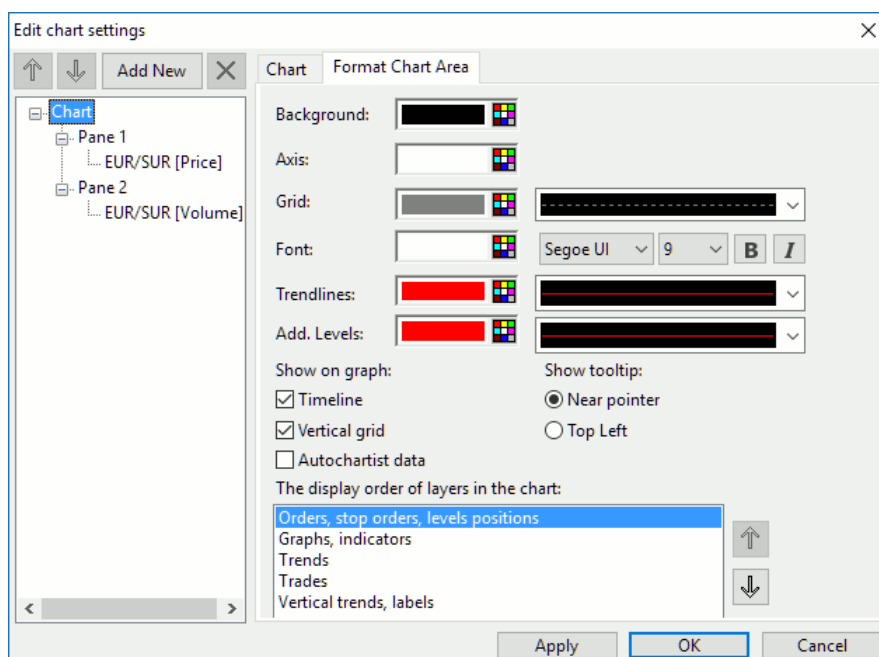 Edit chart settings
Add New
Chart
Pane 1
EUR/SUR [Price]
Pane 2
EUR/SUR [Volume]
Chart
Format Chart Area
Background:
Axis:
Grid:
Font:
Segoe UI
9
B
I
Trendlines:
Add. Levels:
Show on graph:
Show tooltip:
Timeline
Near pointer
Vertical grid
Top Left
Autochartist data
The display order of layers in the chart:
Orders, stop orders, levels positions
Graphs, indicators
Trends
Trades
Vertical trends, labels
Apply
OK
Cancel